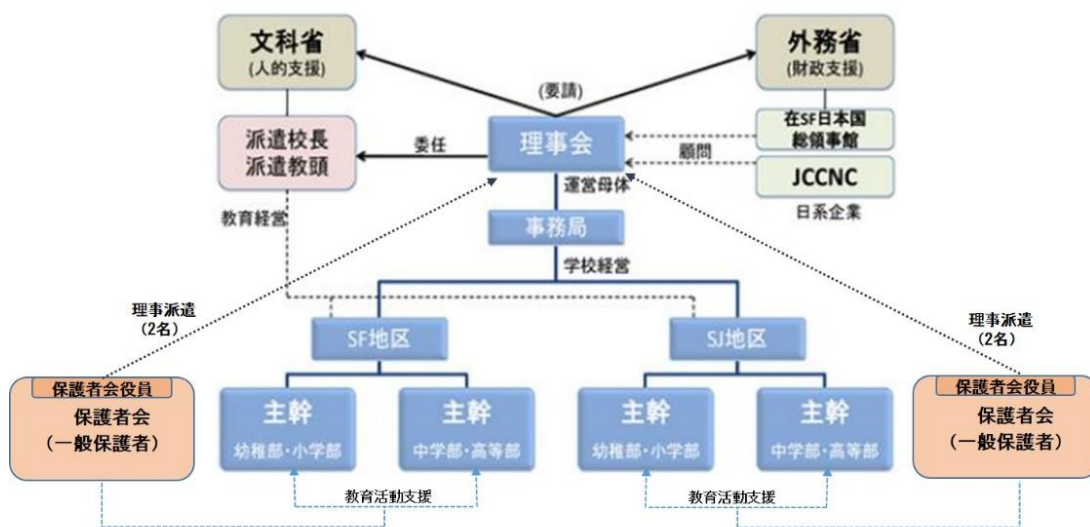 文科省
(人的支援)
外務省
(財政支援)
(要請)
派遣校長
派遣教頭
委任
理事会
顧問
在SF日本国
総領事館
JCCNC
日系企業
運営母体
教育経営
事務局
学校経営
理事派遣
(2名)
理事派遣
(2名)
SF地区
SJ地区
保護者会役員
保護者会
(一般保護者)
主幹
幼稚部・小学部
主幹
中学部・高等部
主幹
幼稚部・小学部
主幹
中学部・高等部
保護者会役員
保護者会
(一般保護者)
教育活動支援
教育活動支援